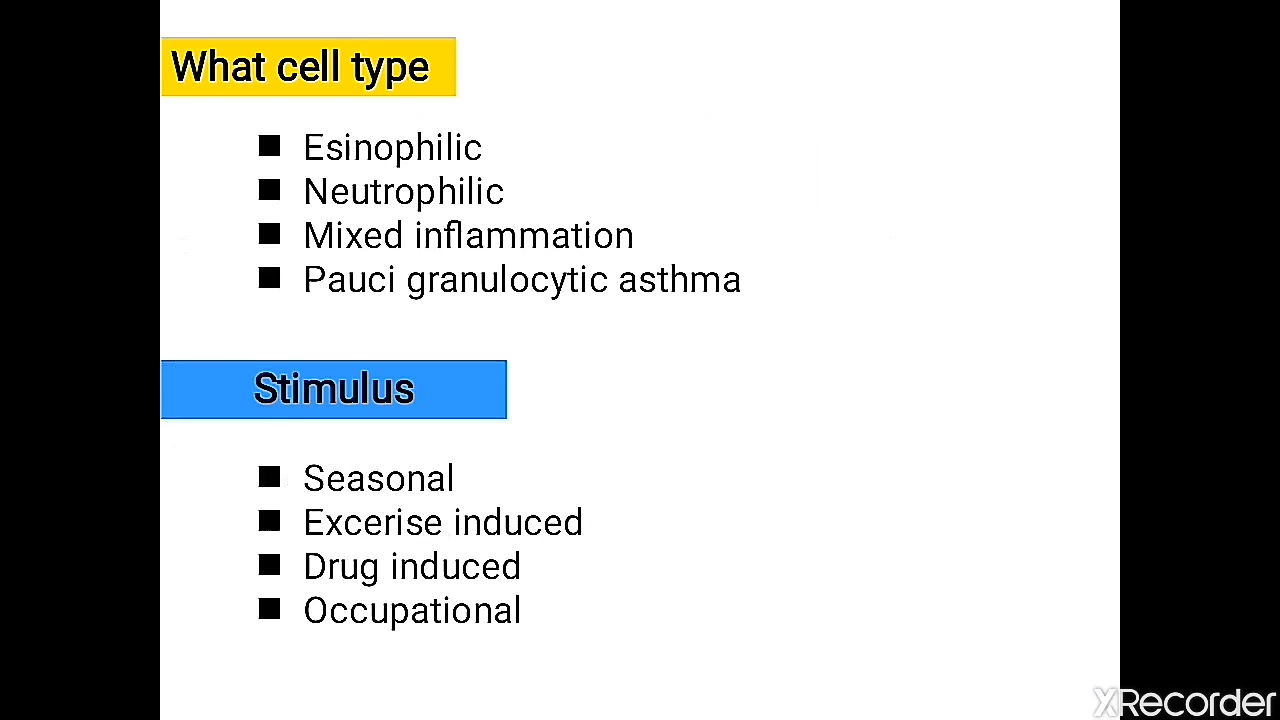 What cell type
Esinophilic
Neutrophilic
Mixed inflammation
Pauci granulocytic asthma
Stimulus
Seasonal
Excerise induced
Drug induced
Occupational
XRecorder